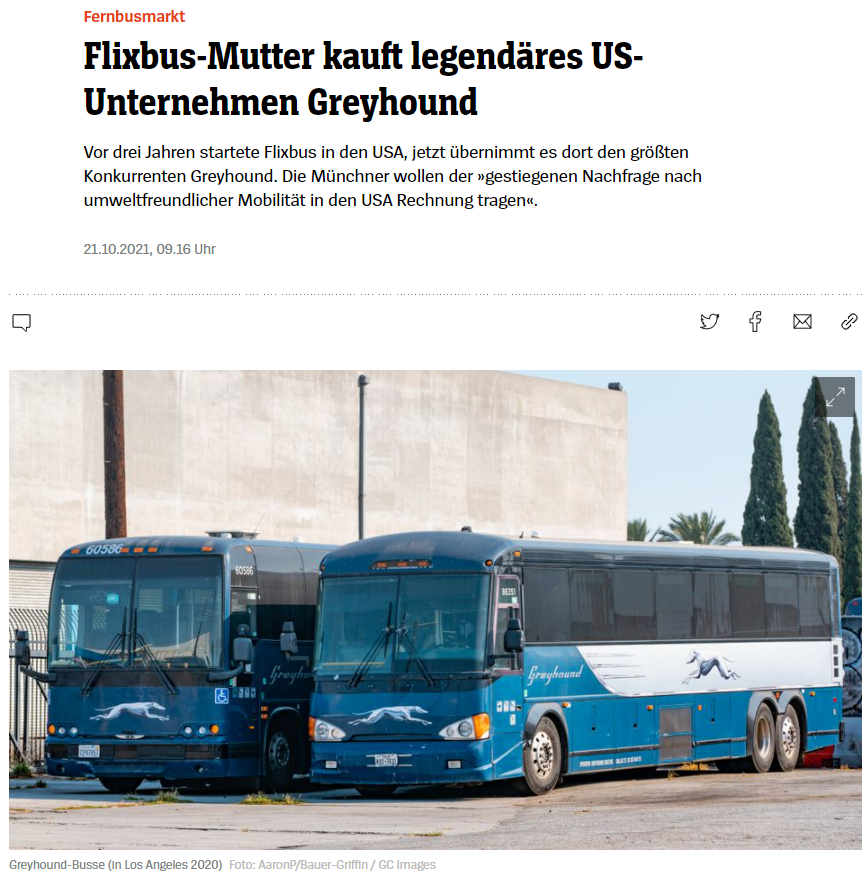 Fernbusmarkt
Flixbus-Mutter kauft legendäres US-
Unternehmen Greyhound
Vor drei Jahren startete Flixbus in den USA, jetzt übernimmt es dort den größten
Konkurrenten Greyhound. Die Münchner wollen der »gestiegenen Nachfrage nach
umweltfreundlicher Mobilität in den USA Rechnung tragen«.
21.10.2021, 09.16 Uhr
60586
60586
86351
Greyhound
Greyhound-Busse (in Los Angeles 2020) Foto: AaronP/Bauer-Griffin / GC Images